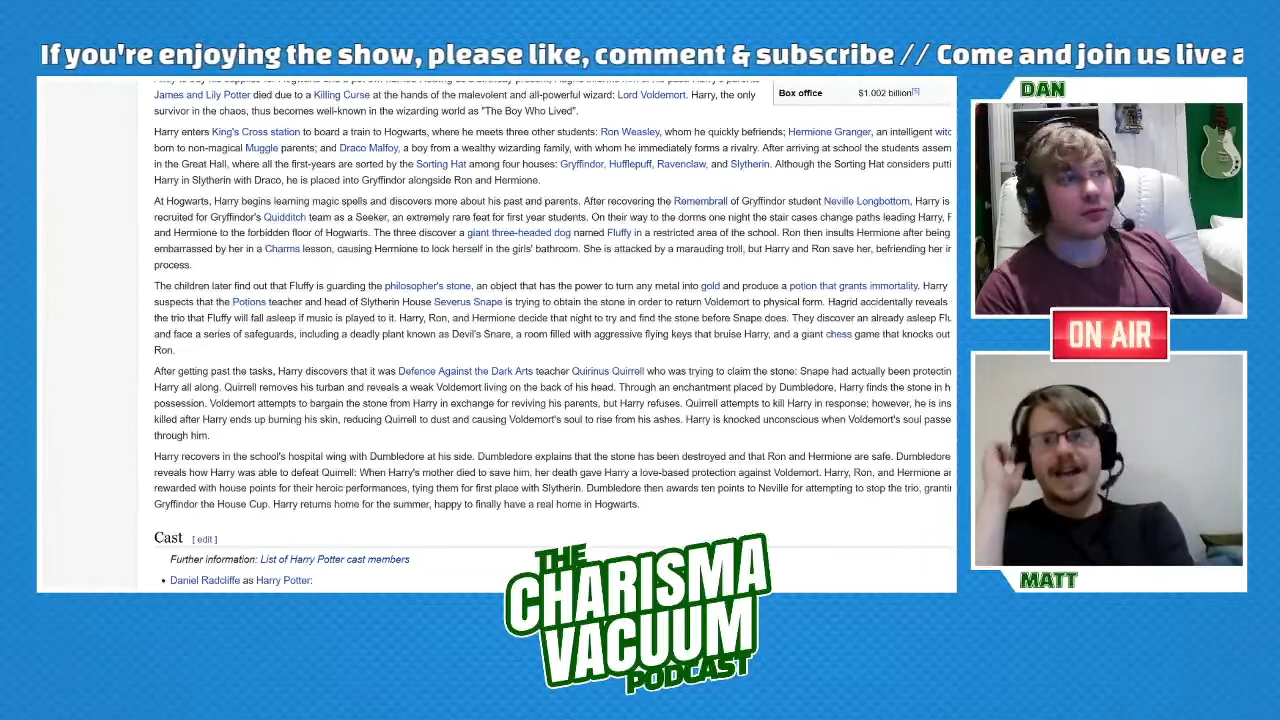 If you're enjoying the show, please like, comment & subscribe // Come and join us live a
James and Lily Potter died due to a Killing Curse at the hands of the malevolent and all-powerful wizard: Lord Voldemort. Harry, the only
survivor in the chaos, thus becomes well-known in the wizarding world as "The Boy Who Lived".
Box office $1.002 billion[5]
Harry enters King's Cross station to board a train to Hogwarts, where he meets three other students: Ron Weasley, whom he quickly befriends; Hermione Granger, an intelligent witc
born to non-magical Muggle parents; and Draco Malfoy, a boy from a wealthy wizarding family, with whom he immediately forms a rivalry. After arriving at school the students assem
in the Great Hall, where all the first-years are sorted by the Sorting Hat among four houses: Gryffindor, Hufflepuff, Ravenclaw, and Slytherin. Although the Sorting Hat considers putti
Harry in Slytherin with Draco, he is placed into Gryffindor alongside Ron and Hermione.
At Hogwarts, Harry begins learning magic spells and discovers more about his past and parents. After recovering the Remembrall of Gryffindor student Neville Longbottom, Harry is
recruited for Gryffindor's Quidditch team as a Seeker, an extremely rare feat for first year students. On their way to the dorms one night the stair cases change paths leading Harry, F
and Hermione to the forbidden floor of Hogwarts. The three discover a giant three-headed dog named Fluffy in a restricted area of the school. Ron then insults Hermione after being
embarrassed by her in a Charms lesson, causing Hermione to lock herself in the girls' bathroom. She is attacked by a marauding troll, but Harry and Ron save her, befriending her ir
process.
The children later find out that Fluffy is guarding the philosopher's stone, an object that has the power to turn any metal into gold and produce a potion that grants immortality. Harry
suspects that the Potions teacher and head of Slytherin House Severus Snape is trying to obtain the stone in order to return Voldemort to physical form. Hagrid accidentally reveals
the trio that Fluffy will fall asleep if music is played to it. Harry, Ron, and Hermione decide that night to try and find the stone before Snape does. They discover an already asleep Flu
and face a series of safeguards, including a deadly plant known as Devil's Snare, a room filled with aggressive flying keys that bruise Harry, and a giant chess game that knocks out
Ron.
After getting past the tasks, Harry discovers that it was Defence Against the Dark Arts teacher Quirinus Quirrell who was trying to claim the stone: Snape had actually been protectin
Harry all along. Quirrell removes his turban and reveals a weak Voldemort living on the back of his head. Through an enchantment placed by Dumbledore, Harry finds the stone in h
possession. Voldemort attempts to bargain the stone from Harry in exchange for reviving his parents, but Harry refuses. Quirrell attempts to kill Harry in response; however, he is ins
killed after Harry ends up burning his skin, reducing Quirrell to dust and causing Voldemort's soul to rise from his ashes. Harry is knocked unconscious when Voldemort's soul passe
through him.
Harry recovers in the school's hospital wing with Dumbledore at his side. Dumbledore explains that the stone has been destroyed and that Ron and Hermione are safe. Dumbledore
reveals how Harry was able to defeat Quirrell: When Harry's mother died to save him, her death gave Harry a love-based protection against Voldemort. Harry, Ron, and Hermione ar
rewarded with house points for their heroic performances, tying them for first place with Slytherin. Dumbledore then awards ten points to Neville for attempting to stop the trio, granti
Gryffindor the House Cup. Harry returns home for the summer, happy to finally have a real home in Hogwarts.
Cast [ edit ]
Further information: List of Harry Potter cast members
• Daniel Radcliffe as Harry Potter:
DAN
ON AIR
MATT
THE
CHARISMA
VACUUM
PODCAST